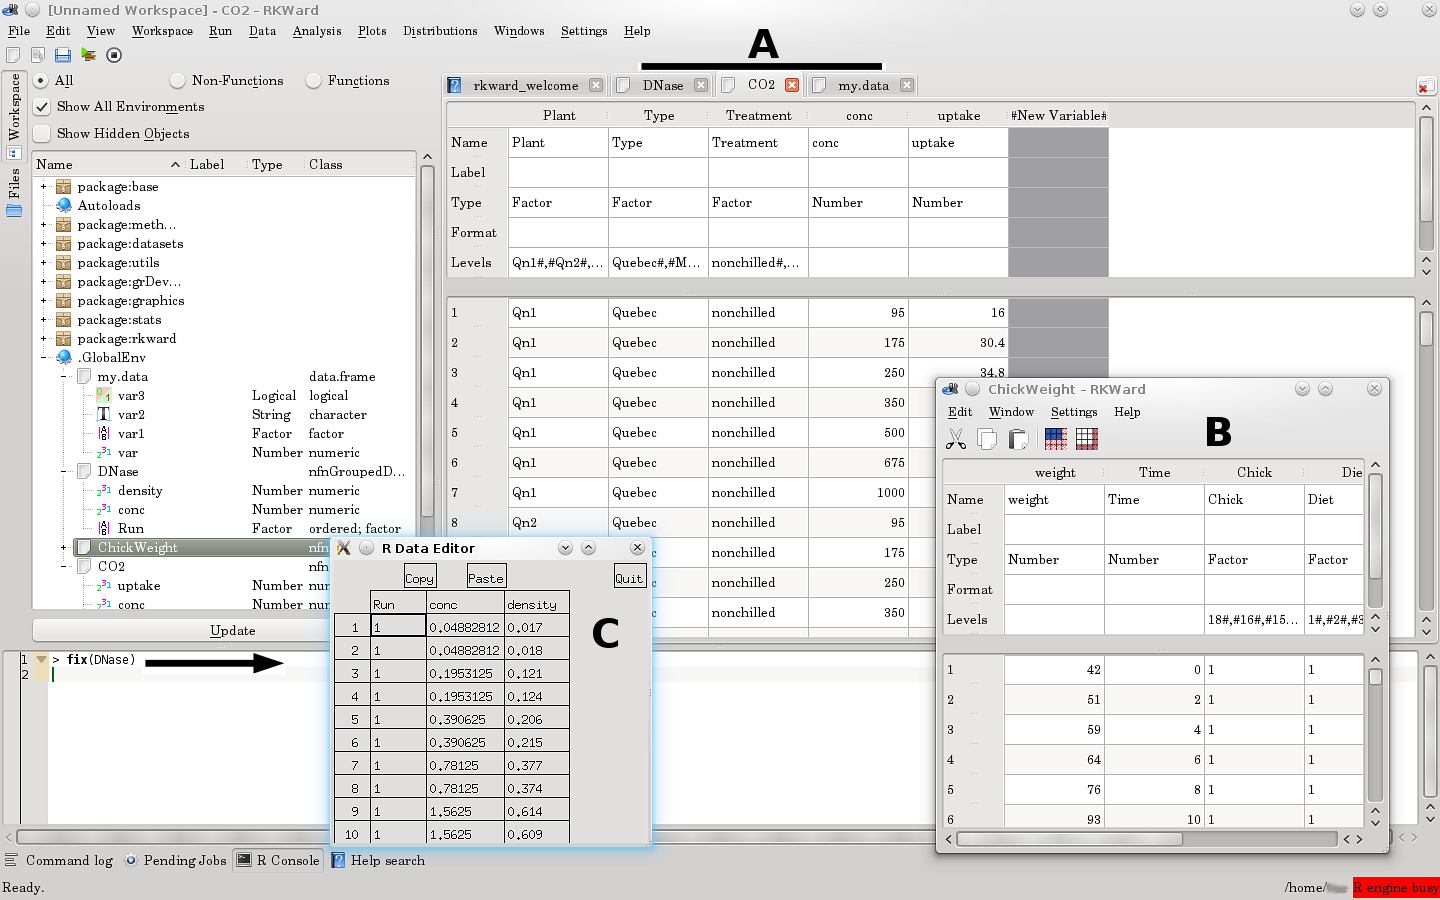 [Unnamed Workspace] - CO2 - RKWard
File Edit View Workspace Run Data Analysis Plots Distributions Windows Settings Help
A
Workspace
Files
All Non-Functions Functions
Show All Environments
Show Hidden Objects
Name Label Type Class
package:base
Autoloads
package:meth...
package:datasets
package:utils
package:grDev...
package:graphics
package:stats
package:rkward
.GlobalEnv
my.data data.frame
var3 Logical logical
var2 String character
var1 Factor factor
var Number numeric
DNase nfnGroupedD...
density Number numeric
conc Number numeric
Run Factor ordered; factor
ChickWeight nfn
CO2 nfn
uptake Number nu
conc Number nu
Update
rkward_welcome DNase CO2 my.data
Plant Type Treatment conc uptake #New Variable#
Name Plant Type Treatment conc uptake
Label
Type Factor Factor Factor Number Number
Format
Levels Qn1#,#Qn2#,... Quebec#,#M... nonchilled#,...
1 Qn1 Quebec nonchilled 95 16
2 Qn1 Quebec nonchilled 175 30.4
3 Qn1 Quebec nonchilled 250 34.8
4 Qn1 Quebec nonchilled 350
5 Qn1 Quebec nonchilled 500
6 Qn1 Quebec nonchilled 675
7 Qn1 Quebec nonchilled 1000
8 Qn2 Quebec nonchilled 95
c nonchilled 175
c nonchilled 250
c nonchilled 350
ChickWeight - RKWard
Edit Window Settings Help
B
weight Time Chick Die
Name weight Time Chick Diet
Label
Type Number Number Factor Factor
Format
Levels 18#,#16#,#15... 1#,#2#,#3
1 42 0 1 1
2 51 2 1 1
3 59 4 1 1
4 64 6 1 1
5 76 8 1 1
6 93 10 1 1
R Data Editor
Copy Paste Quit
Run conc density
1 1 0.04882812 0.017
2 1 0.04882812 0.018
3 1 0.1953125 0.121
4 1 0.1953125 0.124
5 1 0.390625 0.206
6 1 0.390625 0.215
7 1 0.78125 0.377
8 1 0.78125 0.374
9 1 1.5625 0.614
10 1 1.5625 0.609
C
1 > fix(DNase)
2
Command log Pending Jobs R Console Help search
Ready. /home/ R engine busy